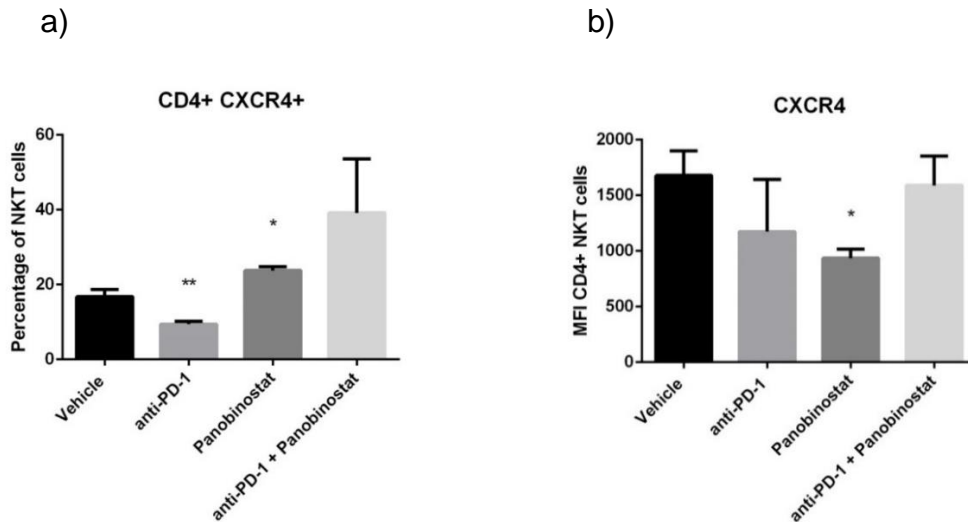 a)
CD4+ CXCR4+
Percentage of NKT cells
60
40
20
0
**
*
Vehicle
anti-PD-1
Panobinostat
anti-PD-1 + Panobinostat
b)
CXCR4
MFI CD4+ NKT cells
2000
1500
1000
500
0
*
Vehicle
anti-PD-1
Panobinostat
anti-PD-1 + Panobinostat